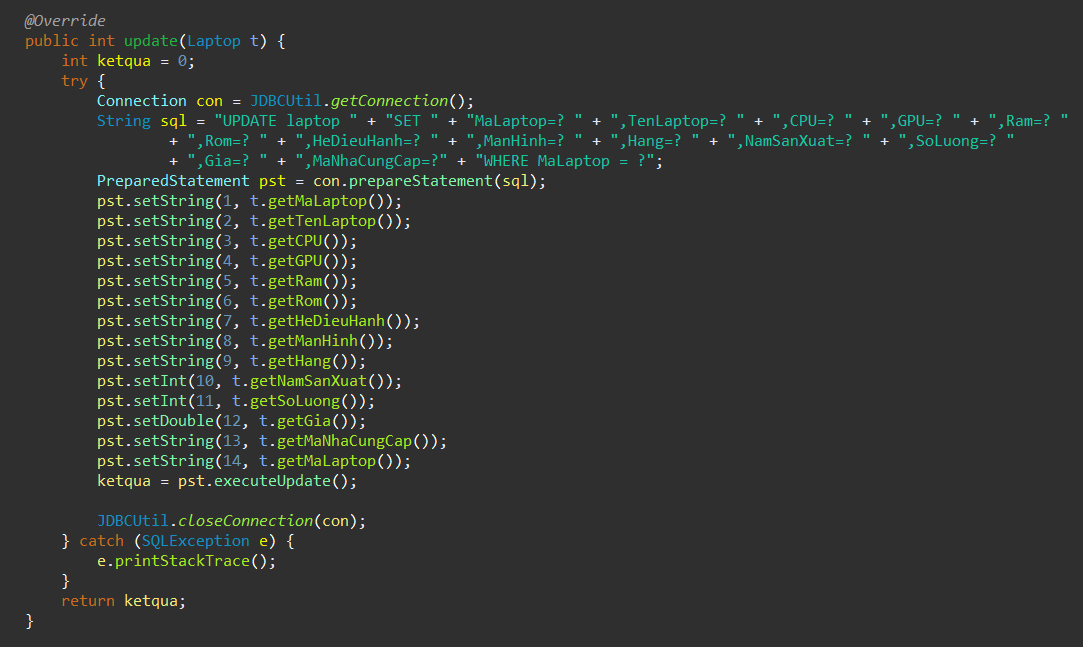 @Override
public int update(Laptop t) {
    int ketqua = 0;
    try {
        Connection con = JDBCUtil.getConnection();
        String sql = "UPDATE laptop " + "SET " + "MaLaptop=? " + ",TenLaptop=? " + ",CPU=? " + ",GPU=? " + ",Ram=? "
                + ",Rom=? " + ",HeDieuHanh=? " + ",ManHinh=? " + ",Hang=? " + ",NamSanXuat=? " + ",SoLuong=? "
                + ",Gia=? " + ",MaNhaCungCap=?" + "WHERE MaLaptop = ?";
        PreparedStatement pst = con.prepareStatement(sql);
        pst.setString(1, t.getMaLaptop());
        pst.setString(2, t.getTenLaptop());
        pst.setString(3, t.getCPU());
        pst.setString(4, t.getGPU());
        pst.setString(5, t.getRam());
        pst.setString(6, t.getRom());
        pst.setString(7, t.getHeDieuHanh());
        pst.setString(8, t.getManHinh());
        pst.setString(9, t.getHang());
        pst.setInt(10, t.getNamSanXuat());
        pst.setInt(11, t.getSoLuong());
        pst.setDouble(12, t.getGia());
        pst.setString(13, t.getMaNhaCungCap());
        pst.setString(14, t.getMaLaptop());
        ketqua = pst.executeUpdate();

        JDBCUtil.closeConnection(con);
    } catch (SQLException e) {
        e.printStackTrace();
    }
    return ketqua;
}